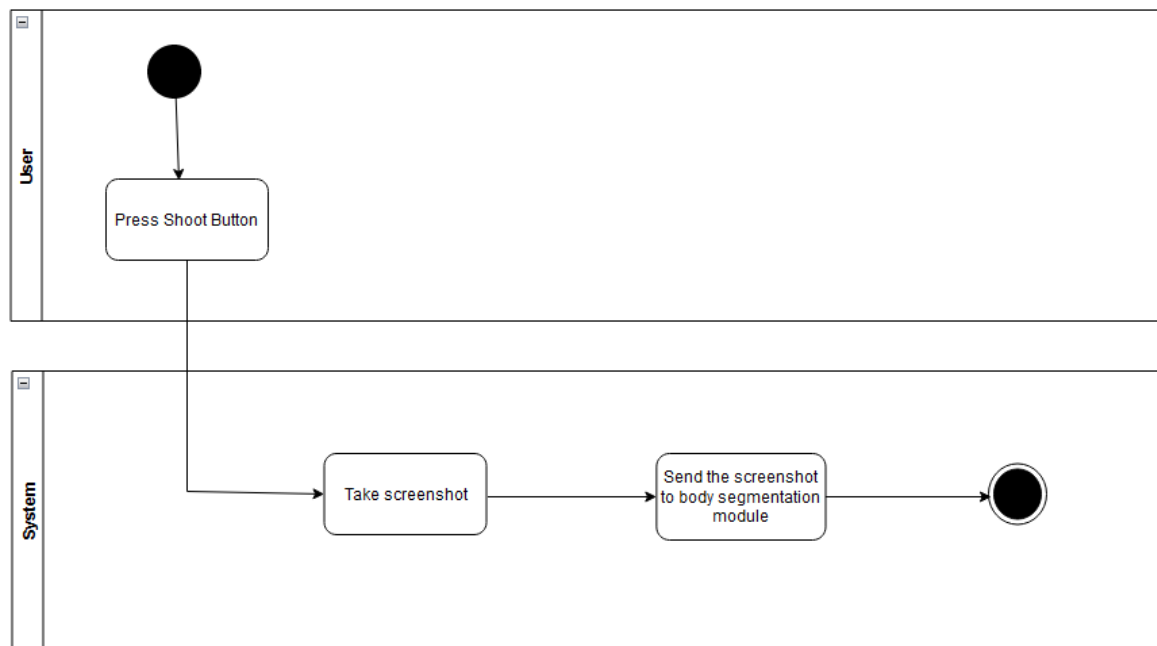 User
Press Shoot Button
System
Take screenshot
Send the screenshot
to body segmentation
module